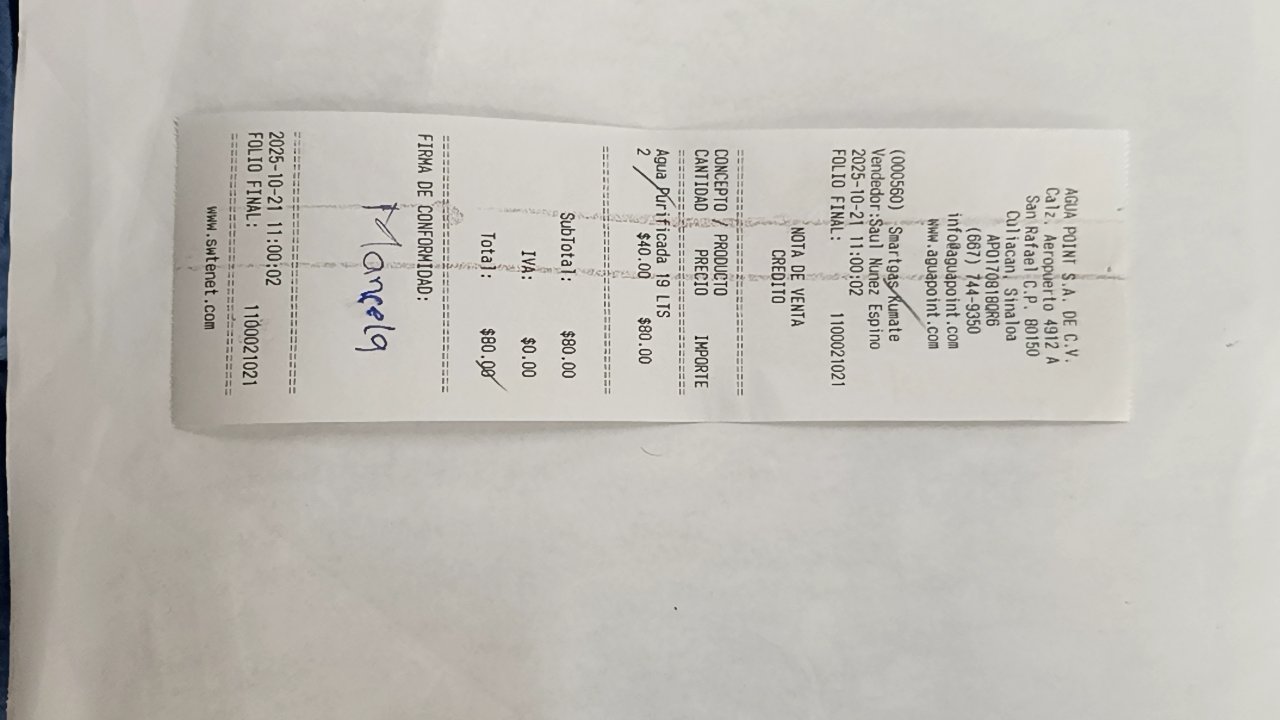 AGUA POINT S.A. DE C.V.
Calz. Aeropuerto 4912 A
San Rafael C.P. 80150
Culiacan, Sinaloa
APO170818QR6
(667) 744-9350
info@aguapoint.com
www.aguapoint.com
(000560) Smartgas Kumate
Vendedor:Saul Nuñez Espino
2025-10-21 11:00:02
FOLIO FINAL: 1100021021
NOTA DE VENTA
CREDITO
CONCEPTO / PRODUCTO
CANTIDAD PRECIO IMPORTE
Agua Purificada 19 LTS
2 $40.00 $80.00
SubTotal: $80.00
IVA: $0.00
Total: $80.00
FIRMA DE CONFORMIDAD:
Marcela
2025-10-21 11:00:02
FOLIO FINAL: 1100021021
www.swtenet.com